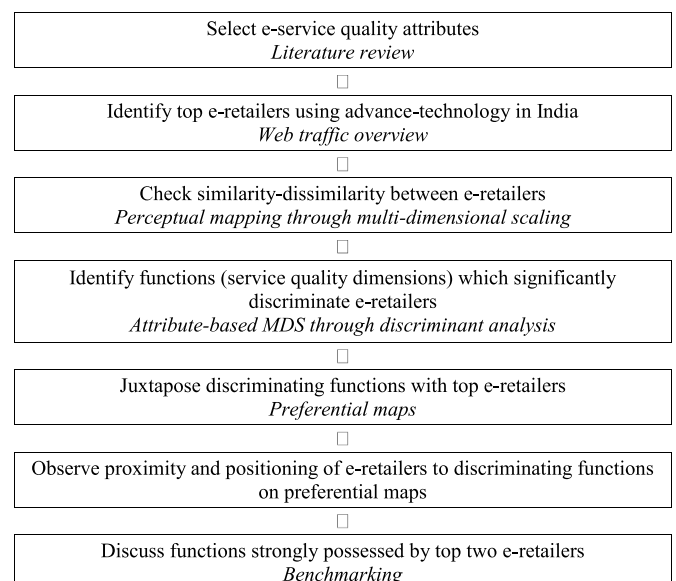 Select e-service quality attributes
Literature review
Identify top e-retailers using advance-technology in India
Web traffic overview
Check similarity-dissimilarity between e-retailers
Perceptual mapping through multi-dimensional scaling
Identify functions (service quality dimensions) which significantly
discriminate e-retailers
Attribute-based MDS through discriminant analysis
Juxtapose discriminating functions with top e-retailers
Preferential maps
Observe proximity and positioning of e-retailers to discriminating functions
on preferential maps
Discuss functions strongly possessed by top two e-retailers
Benchmarking